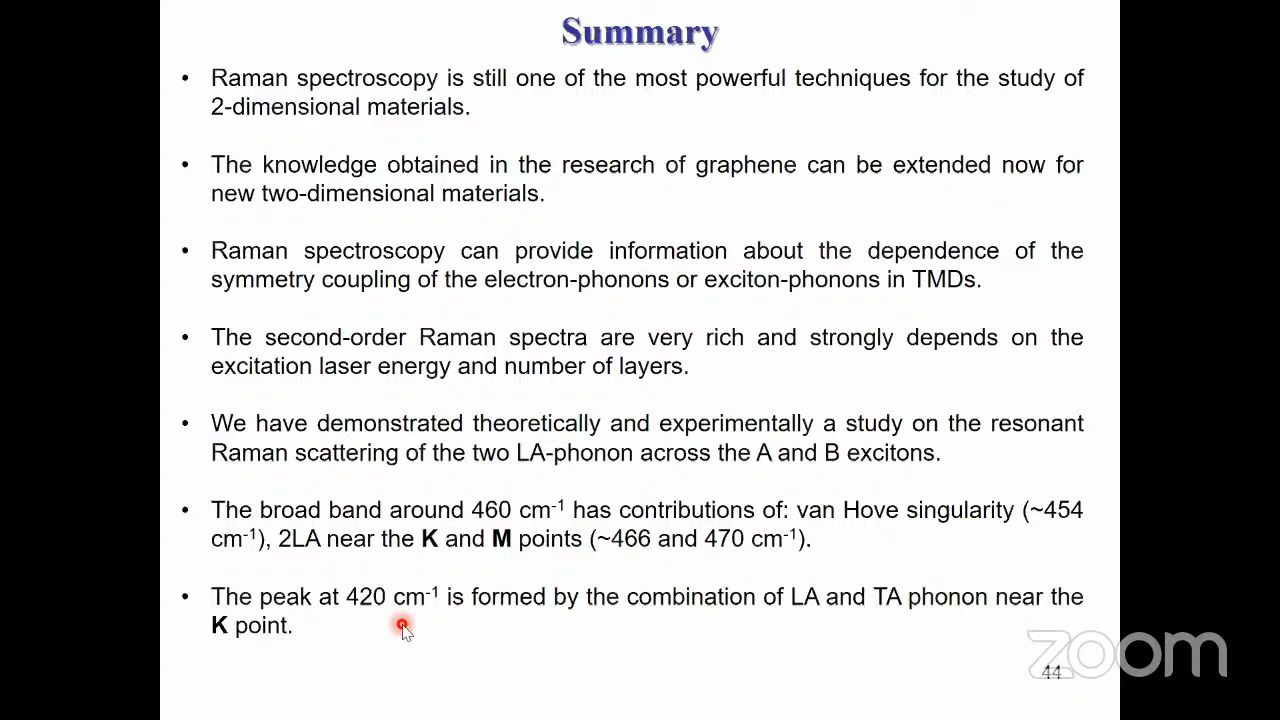 Summary
• Raman spectroscopy is still one of the most powerful techniques for the study of
2-dimensional materials.
• The knowledge obtained in the research of graphene can be extended now for
new two-dimensional materials.
• Raman spectroscopy can provide information about the dependence of the
symmetry coupling of the electron-phonons or exciton-phonons in TMDs.
• The second-order Raman spectra are very rich and strongly depends on the
excitation laser energy and number of layers.
• We have demonstrated theoretically and experimentally a study on the resonant
Raman scattering of the two LA-phonon across the A and B excitons.
• The broad band around 460 cm⁻¹ has contributions of: van Hove singularity (~454
cm⁻¹), 2LA near the K and M points (~466 and 470 cm⁻¹).
• The peak at 420 cm⁻¹ is formed by the combination of LA and TA phonon near the
K point.
zoom
44